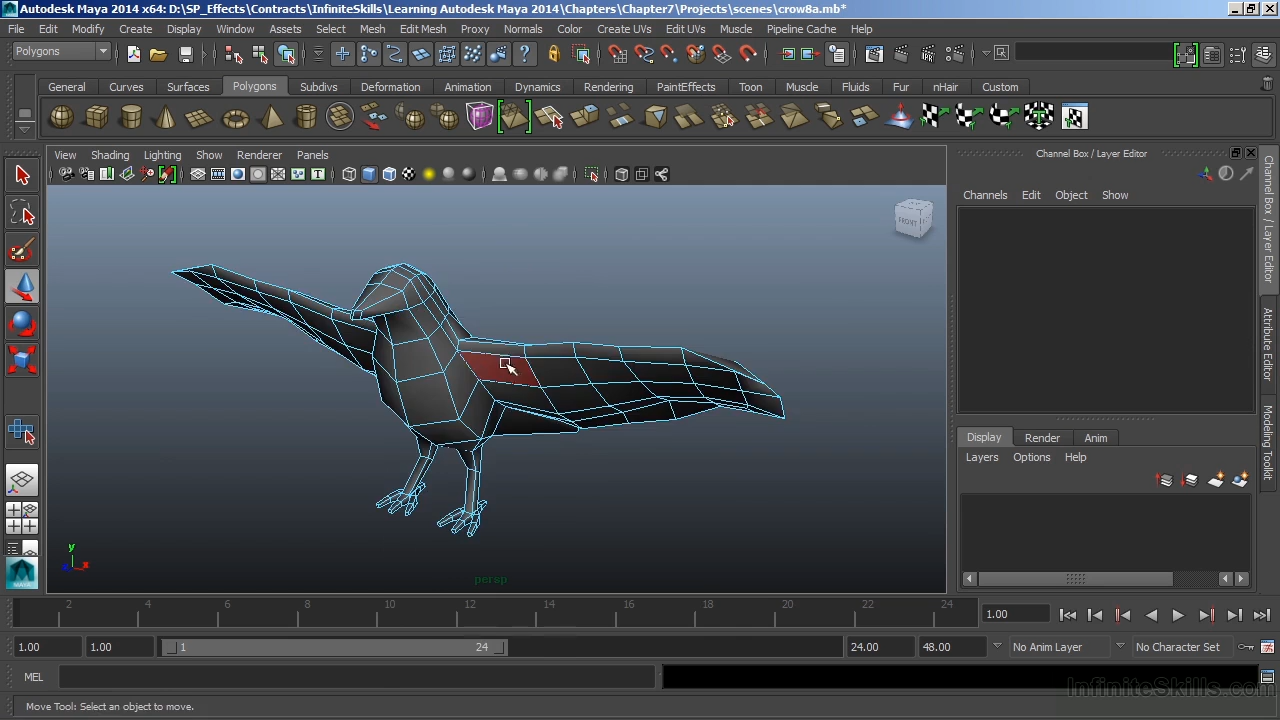 Autodesk Maya 2014 x64: D:\SP_Effects\Contracts\InfiniteSkills\Learning Autodesk Maya 2014\Chapters\Chapter7\Projects\scenes\crow8a.mb*
File Edit Modify Create Display Window Assets Select Mesh Edit Mesh Proxy Normals Color Create UVs Edit UVs Muscle Pipeline Cache Help
Polygons
General Curves Surfaces Polygons Subdivs Deformation Animation Dynamics Rendering PaintEffects Toon Muscle Fluids Fur nHair Custom
View Shading Lighting Show Renderer Panels
Channel Box / Layer Editor
Channels Edit Object Show
FRONT
Channel Box / Layer Editor
Attribute Editor
Modeling Toolkit
Display Render Anim
Layers Options Help
y
x
persp
2 4 6 8 10 12 14 16 18 20 22 24
1.00
1.00 1.00 1 24 24.00 48.00 No Anim Layer No Character Set
MEL
InfiniteSkills.com
Move Tool: Select an object to move.